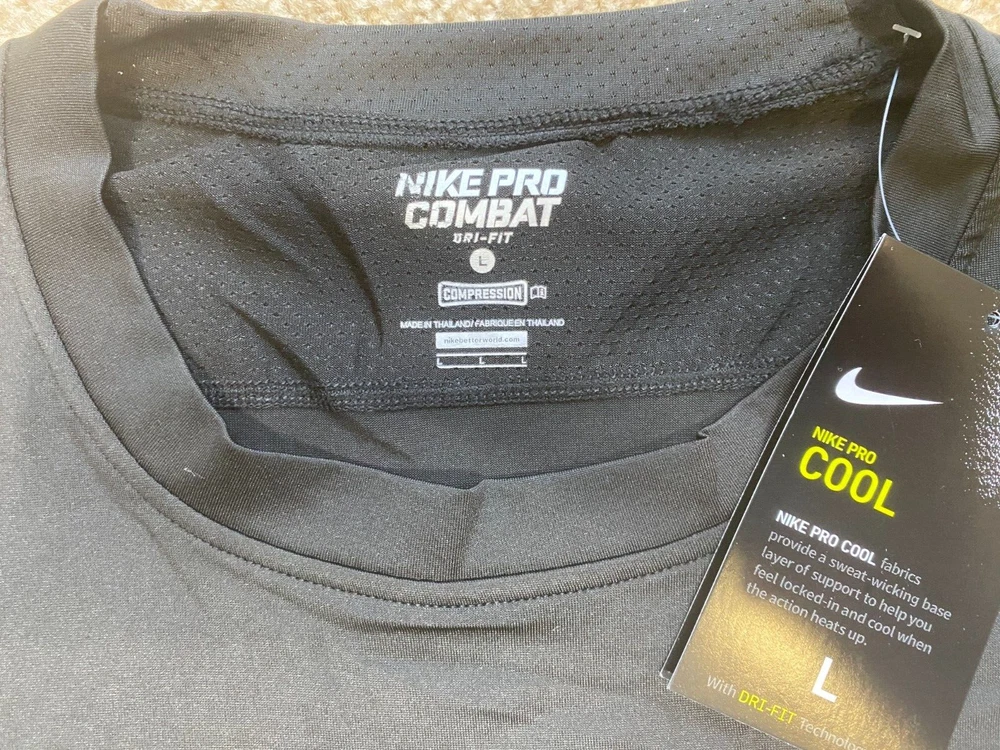 NIKE PRO
COMBAT
DRI-FIT
L
COMPRESSION
MADE IN THAILAND/FABRIQUE EN THAILAND
nikebetterworld.com
L L L
NIKE PRO
COOL
NIKE PRO COOL fabrics
provide a sweat-wicking base
layer of support to help you
feel locked-in and cool when
the action heats up.
L
With DRI-FIT